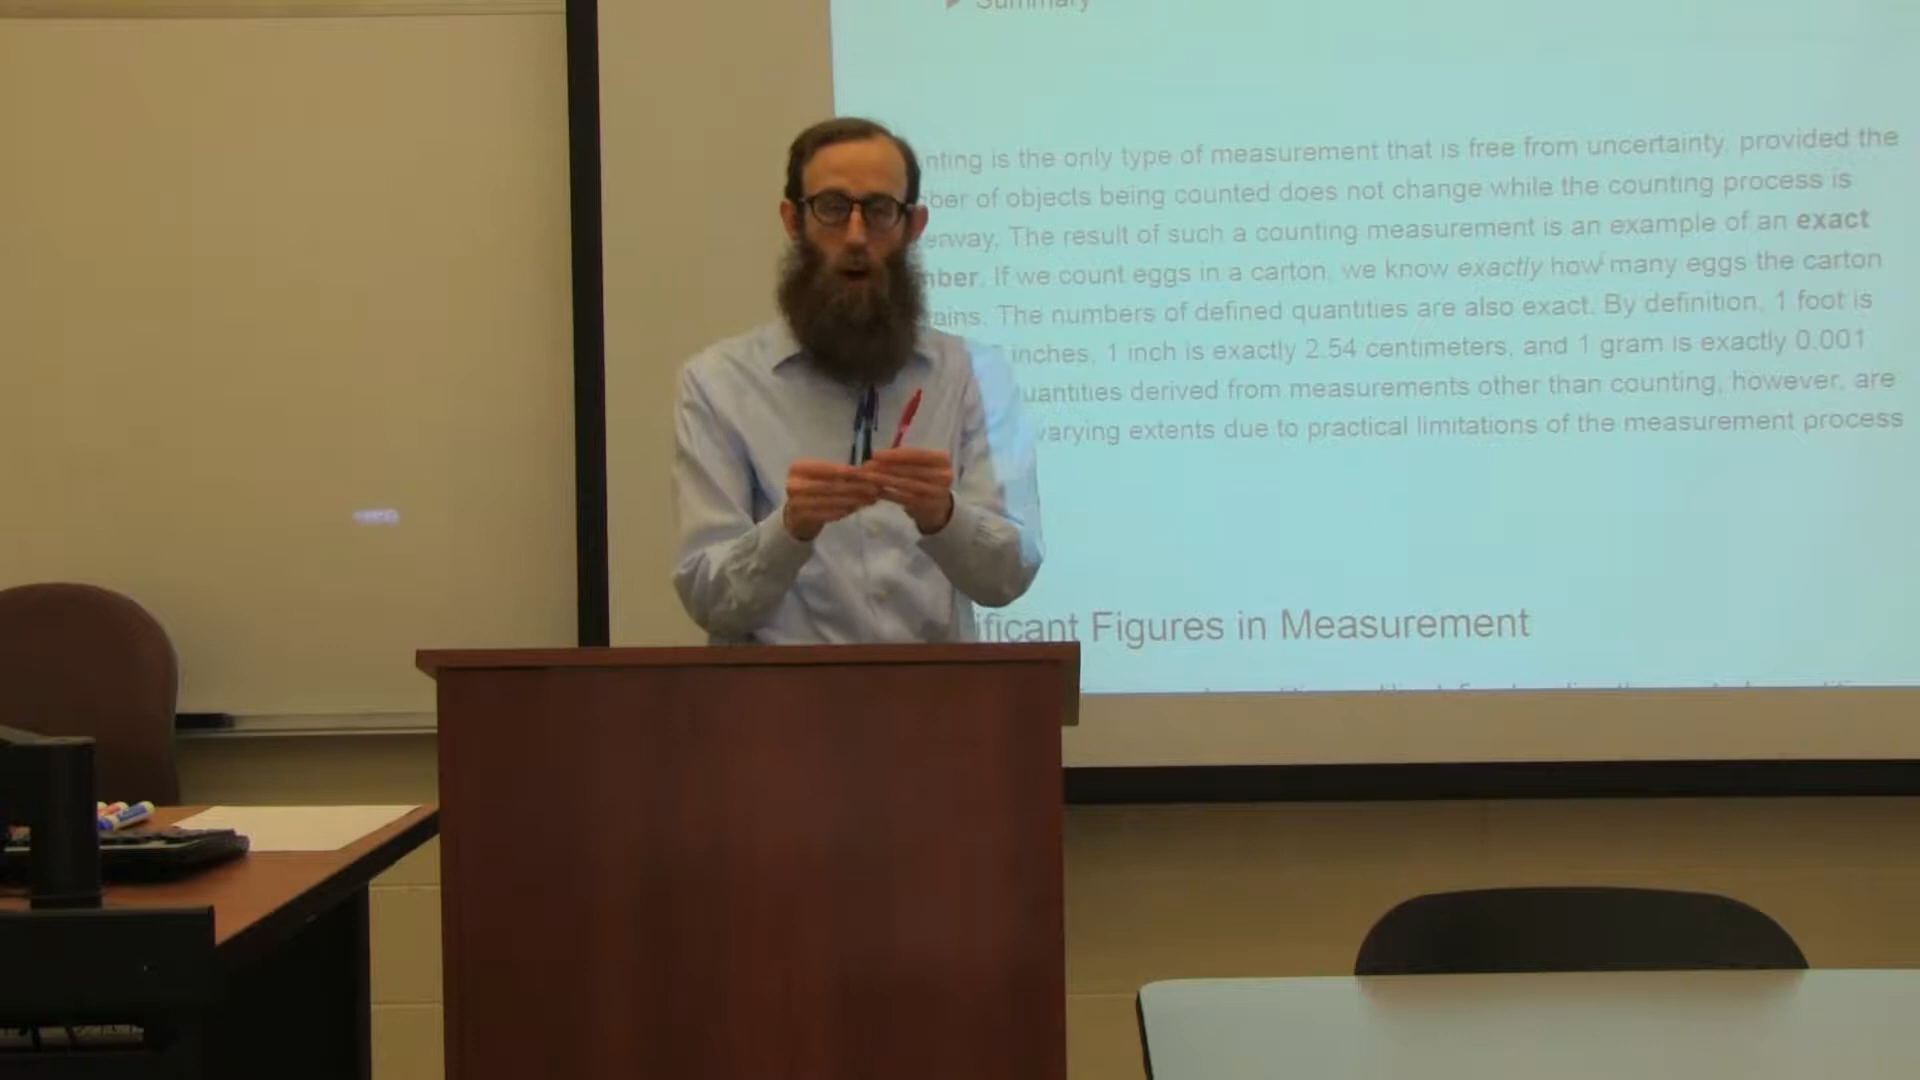 Summary
nting is the only type of measurement that is free from uncertainty, provided the
ber of objects being counted does not change while the counting process is
erway. The result of such a counting measurement is an example of an exact
mber. If we count eggs in a carton, we know exactly how many eggs the carton
ains. The numbers of defined quantities are also exact. By definition, 1 foot is
inches, 1 inch is exactly 2.54 centimeters, and 1 gram is exactly 0.001
uantities derived from measurements other than counting, however, are
varying extents due to practical limitations of the measurement process
ificant Figures in Measurement